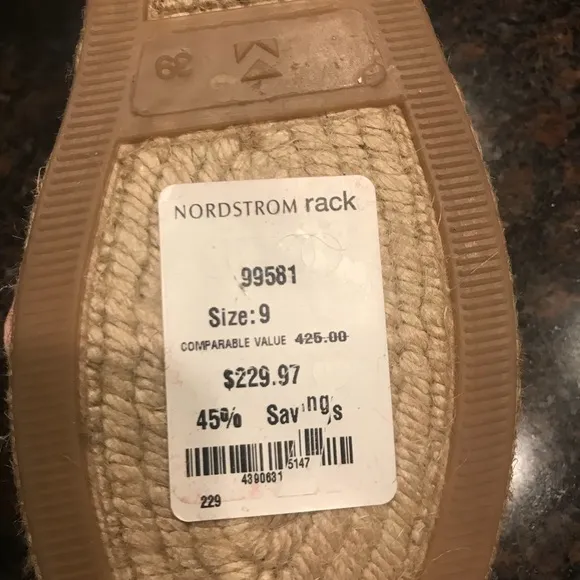 39
NORDSTROM rack
99581
Size: 9
COMPARABLE VALUE 425.00
$229.97
45% Savings
5147
4390631
229